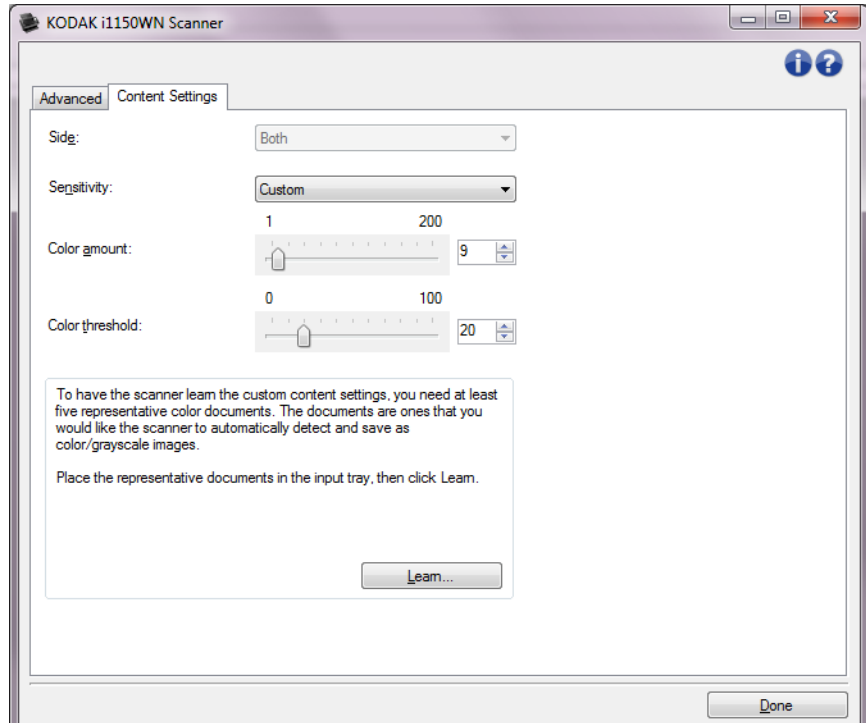 KODAK i1150WN Scanner
Advanced Content Settings
Side: Both
Sensitivity: Custom
1 200
Color amount: 9
0 100
Color threshold: 20
To have the scanner learn the custom content settings, you need at least
five representative color documents. The documents are ones that you
would like the scanner to automatically detect and save as
color/grayscale images.
Place the representative documents in the input tray, then click Learn.
Learn...
Done